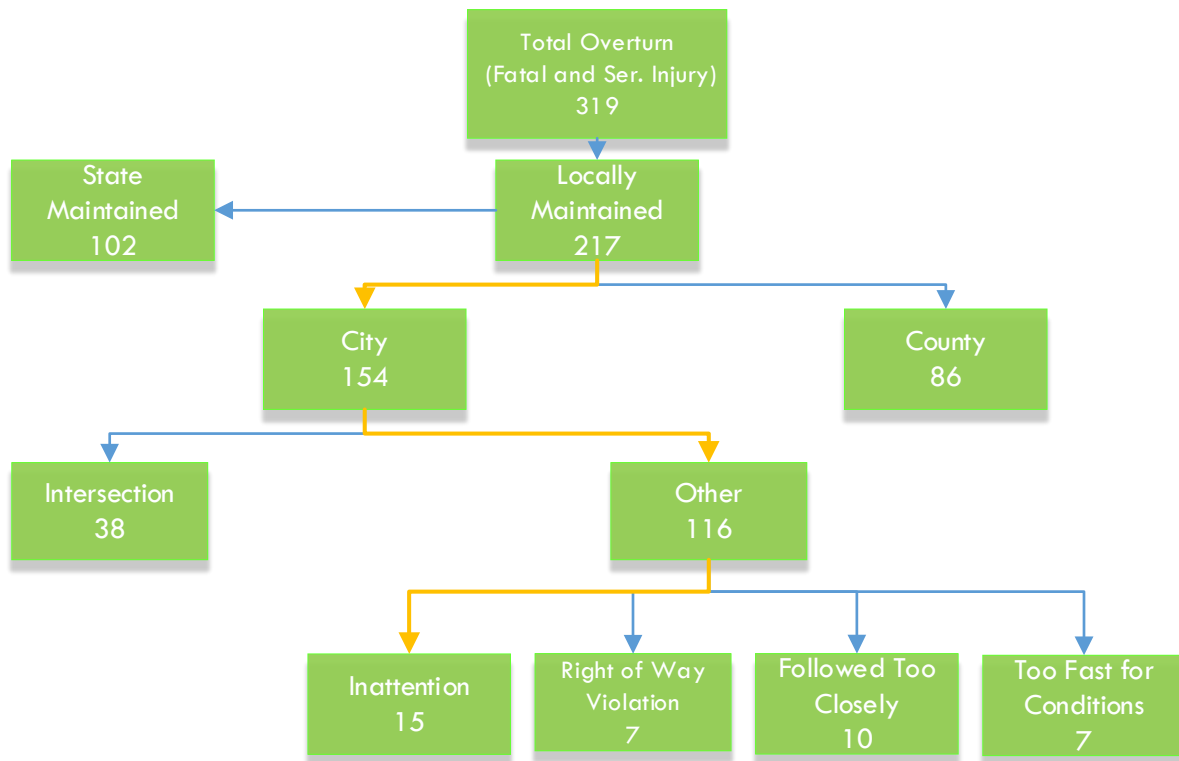 Total Overturn
(Fatal and Ser. Injury)
319
State
Maintained
102
Locally
Maintained
217
City
154
County
86
Intersection
38
Other
116
Inattention
15
Right of Way
Violation
7
Followed Too
Closely
10
Too Fast for
Conditions
7